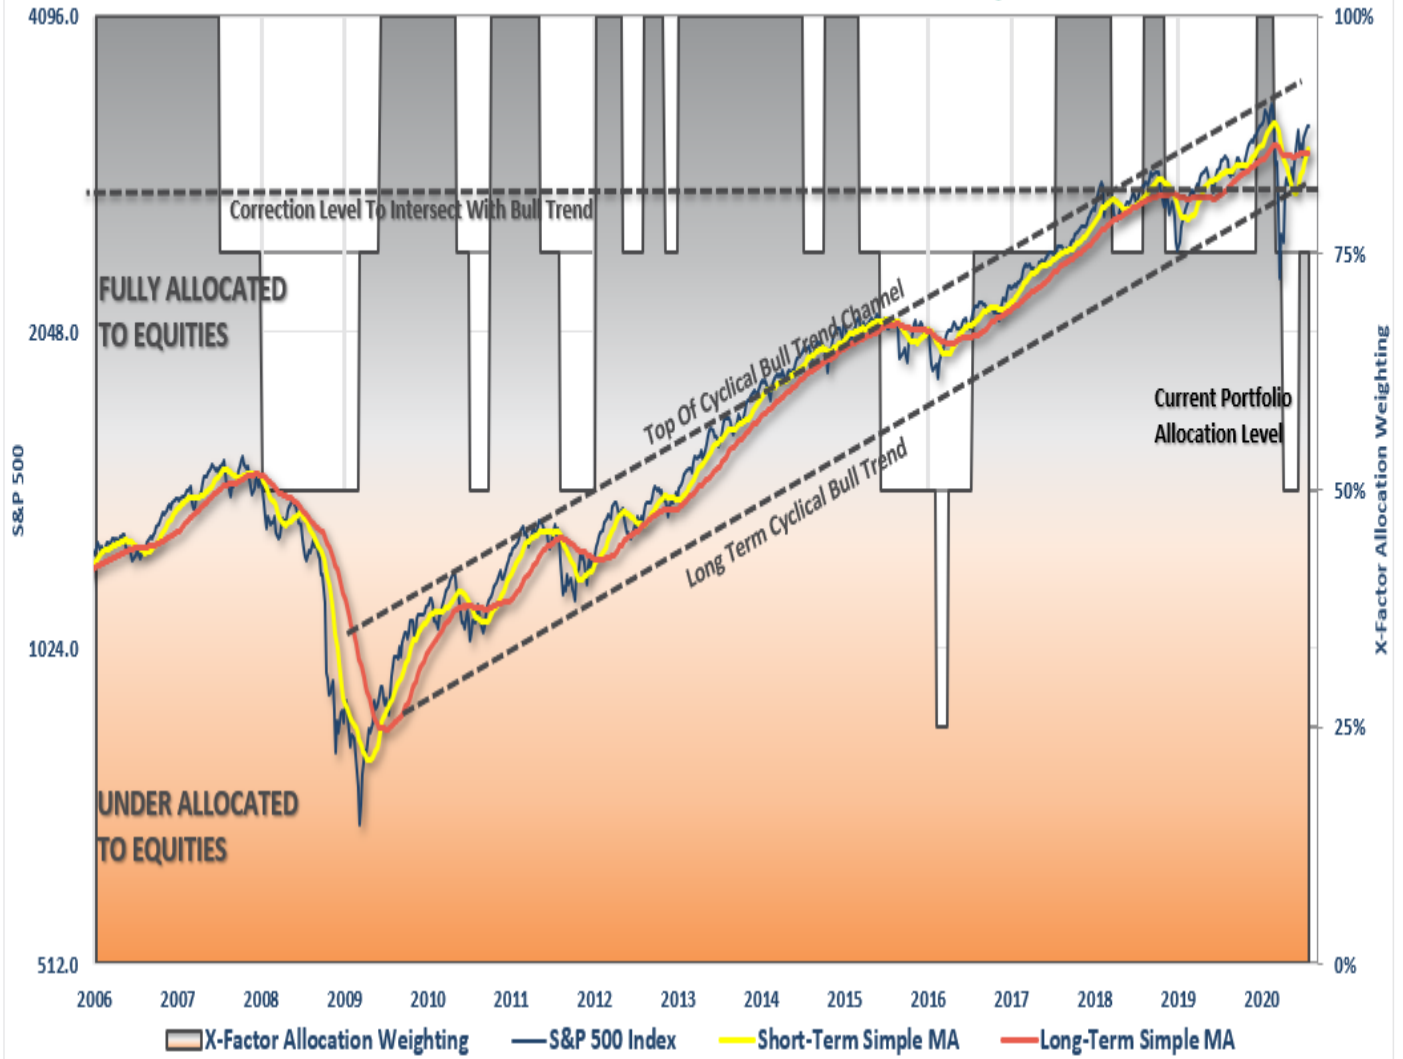 4096.0
100%
Correction Level To Intersect With Bull Trend
75%
FULLY ALLOCATED
TO EQUITIES
2048.0
Top Of Cyclical Bull Trend Channel
Current Portfolio
Allocation Level
Long Term Cyclical Bull Trend
50%
S&P 500
X-Factor Allocation Weighting
1024.0
25%
UNDER ALLOCATED
TO EQUITIES
512.0
0%
2006 2007 2008 2009 2010 2011 2012 2013 2014 2015 2016 2017 2018 2019 2020
X-Factor Allocation Weighting S&P 500 Index Short-Term Simple MA Long-Term Simple MA